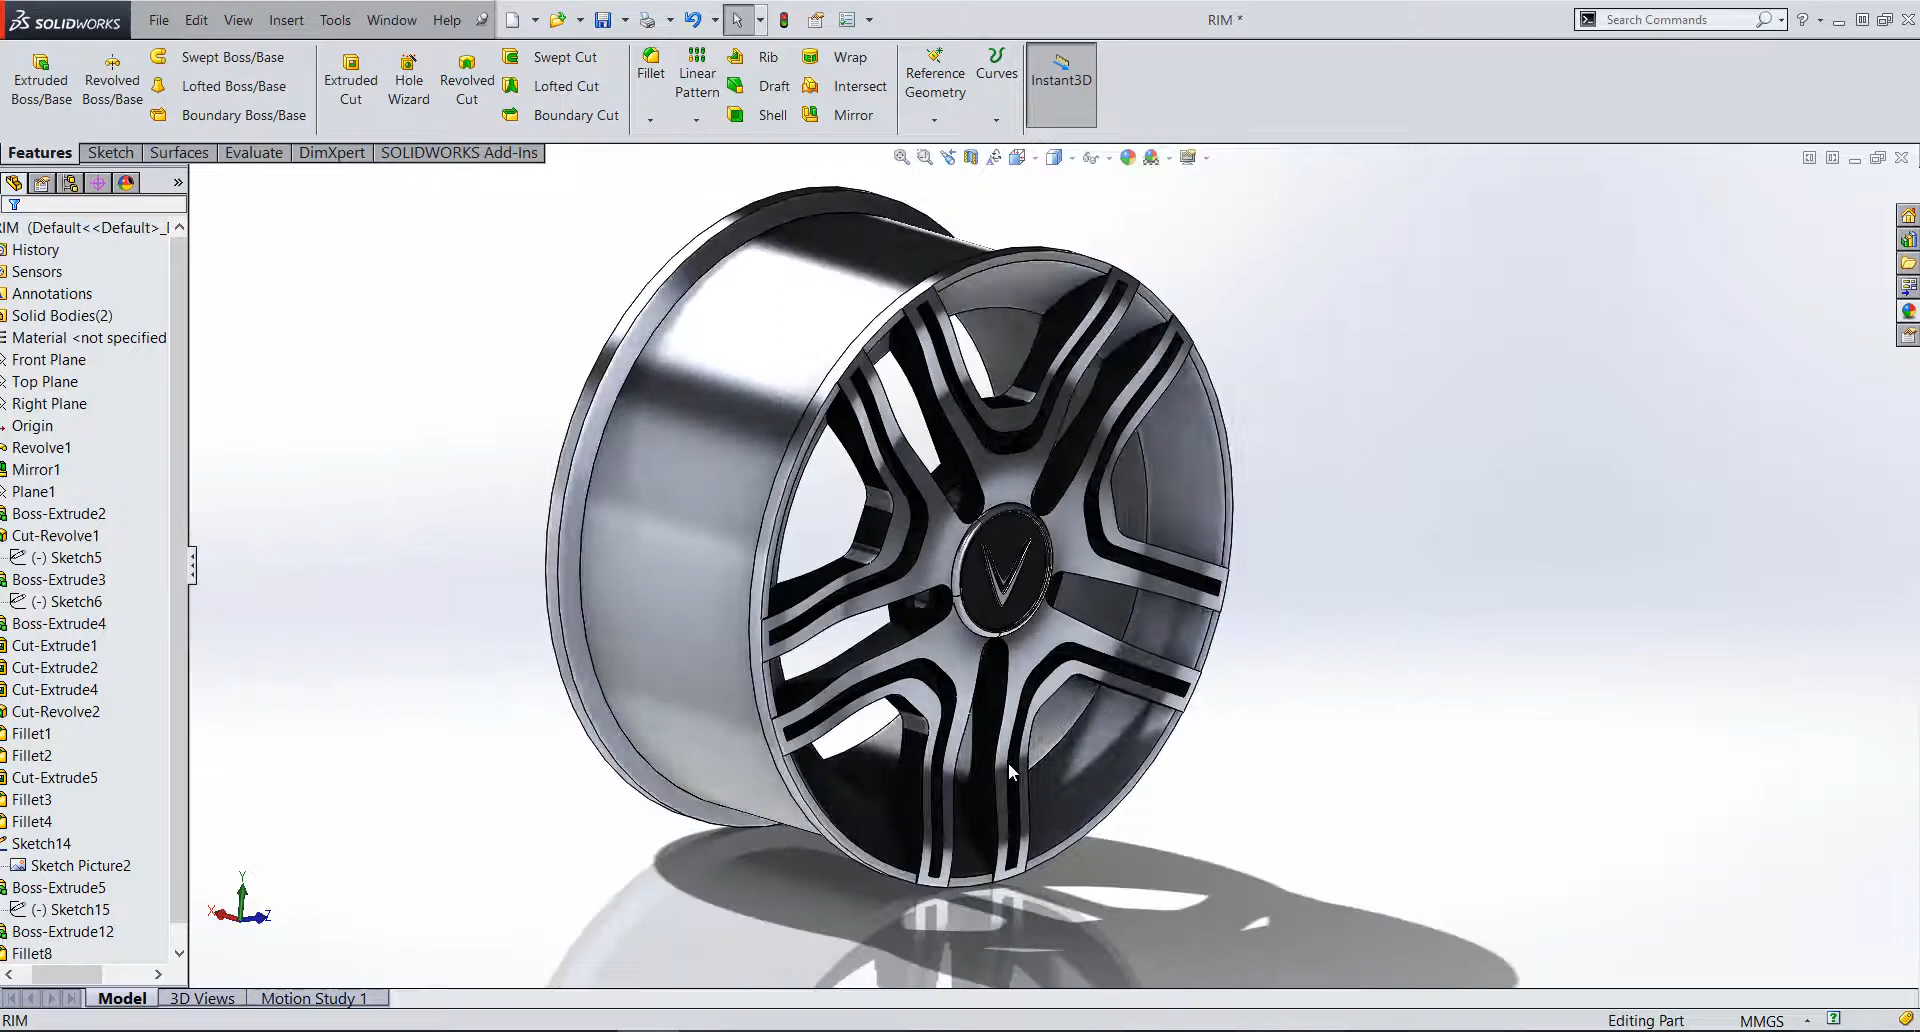 SOLIDWORKS File Edit View Insert Tools Window Help RIM * Search Commands
Extruded Boss/Base
Revolved Boss/Base
Swept Boss/Base
Lofted Boss/Base
Boundary Boss/Base
Extruded Cut
Hole Wizard
Revolved Cut
Swept Cut
Lofted Cut
Boundary Cut
Fillet
Linear Pattern
Rib
Draft
Shell
Wrap
Intersect
Mirror
Reference Geometry
Curves
Instant3D
Features Sketch Surfaces Evaluate DimXpert SOLIDWORKS Add-Ins
RIM (Default<<Default>_
History
Sensors
Annotations
Solid Bodies(2)
Material <not specified
Front Plane
Top Plane
Right Plane
Origin
Revolve1
Mirror1
Plane1
Boss-Extrude2
Cut-Revolve1
(-) Sketch5
Boss-Extrude3
(-) Sketch6
Boss-Extrude4
Cut-Extrude1
Cut-Extrude2
Cut-Extrude4
Cut-Revolve2
Fillet1
Fillet2
Cut-Extrude5
Fillet3
Fillet4
Sketch14
Sketch Picture2
Boss-Extrude5
(-) Sketch15
Boss-Extrude12
Fillet8
Y
X Z
Model 3D Views Motion Study 1
RIM Editing Part MMGS